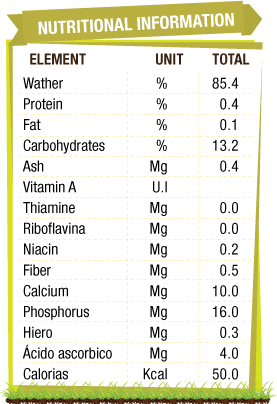 NUTRITIONAL INFORMATION
ELEMENT UNIT TOTAL
Wather % 85.4
Protein % 0.4
Fat % 0.1
Carbohydrates % 13.2
Ash Mg 0.4
Vitamin A U.I
Thiamine Mg 0.0
Riboflavina Mg 0.0
Niacin Mg 0.2
Fiber Mg 0.5
Calcium Mg 10.0
Phosphorus Mg 16.0
Hiero Mg 0.3
Ácido ascorbico Mg 4.0
Calorias Kcal 50.0